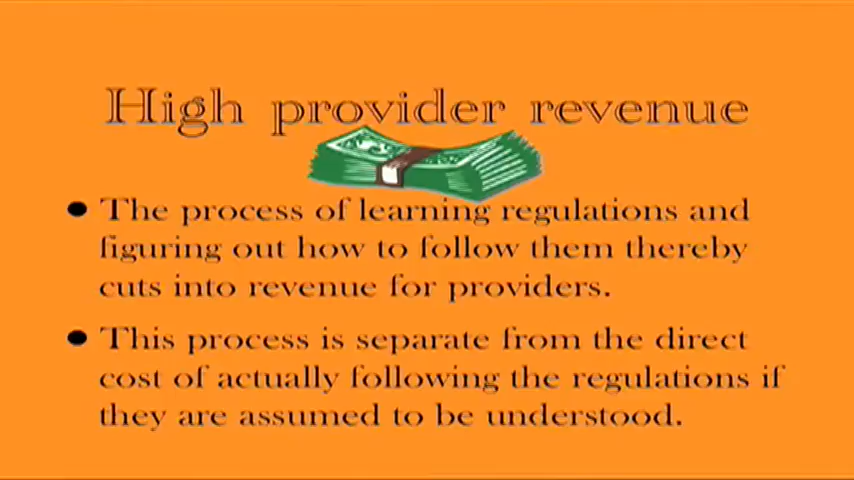 High provider revenue
• The process of learning regulations and
figuring out how to follow them thereby
cuts into revenue for providers.
• This process is separate from the direct
cost of actually following the regulations if
they are assumed to be understood.